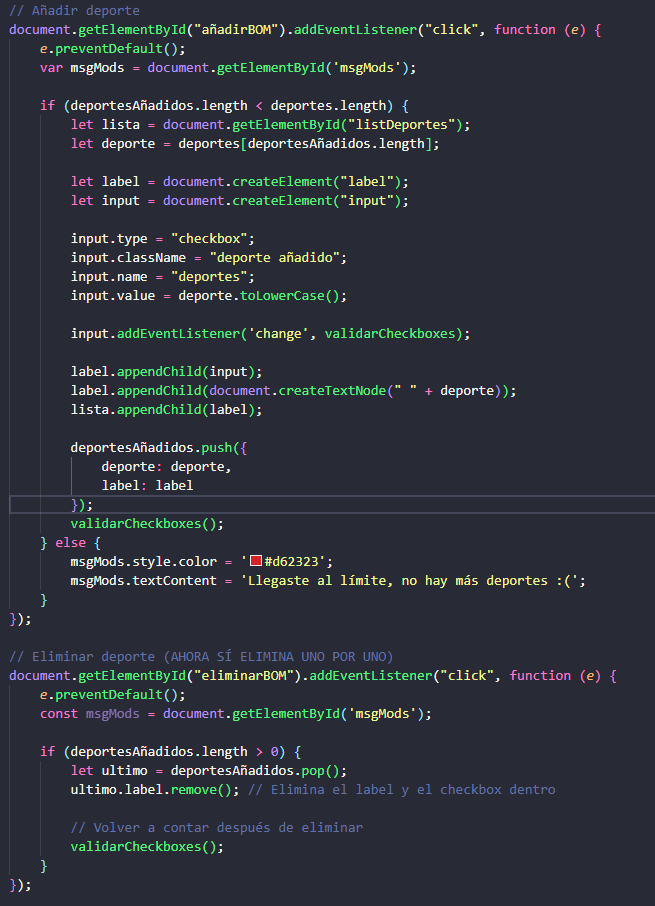 // Añadir deporte
document.getElementById("añadirBOM").addEventListener("click", function (e) {
    e.preventDefault();
    var msgMods = document.getElementById('msgMods');

    if (deportesAñadidos.length < deportes.length) {
        let lista = document.getElementById("listDeportes");
        let deporte = deportes[deportesAñadidos.length];

        let label = document.createElement("label");
        let input = document.createElement("input");

        input.type = "checkbox";
        input.className = "deporte añadido";
        input.name = "deportes";
        input.value = deporte.toLowerCase();

        input.addEventListener('change', validarCheckboxes);

        label.appendChild(input);
        label.appendChild(document.createTextNode(" " + deporte));
        lista.appendChild(label);

        deportesAñadidos.push({
            deporte: deporte,
            label: label
        });
        validarCheckboxes();
    } else {
        msgMods.style.color = '#d62323';
        msgMods.textContent = 'Llegaste al límite, no hay más deportes :(';
    }
});

// Eliminar deporte (AHORA SÍ ELIMINA UNO POR UNO)
document.getElementById("eliminarBOM").addEventListener("click", function (e) {
    e.preventDefault();
    const msgMods = document.getElementById('msgMods');

    if (deportesAñadidos.length > 0) {
        let ultimo = deportesAñadidos.pop();
        ultimo.label.remove(); // Elimina el label y el checkbox dentro

        // Volver a contar después de eliminar
        validarCheckboxes();
    }
});